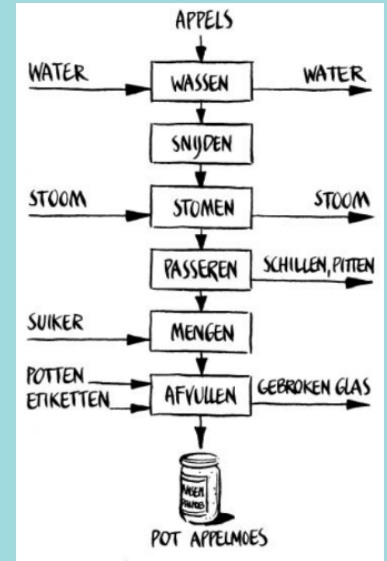 APPELS
WATER WASSEN WATER
SNIJDEN
STOOM STOMEN STOOM
PASSEREN SCHILLEN, PITTEN
SUIKER MENGEN
POTTEN
ETIKETTEN AFVULLEN GEBROKEN GLAS
POT APPELMOES